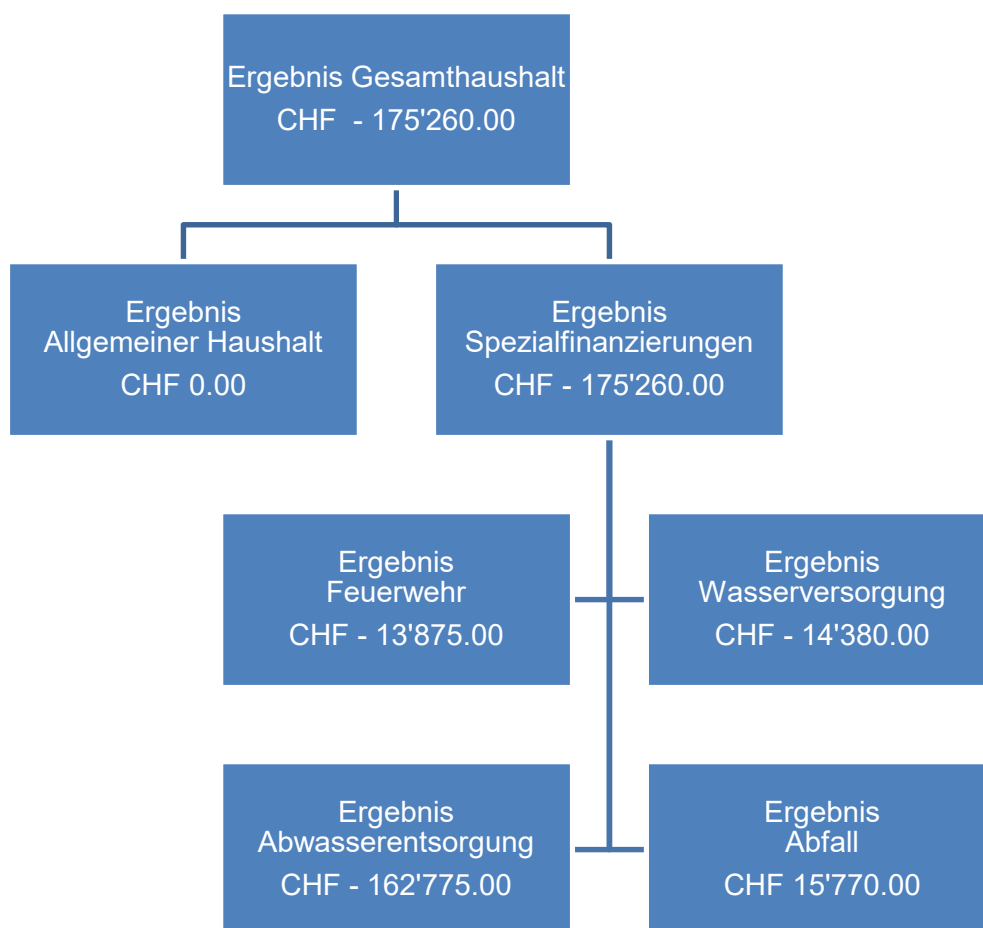 Ergebnis Gesamthaushalt
CHF - 175'260.00
Ergebnis
Allgemeiner Haushalt
CHF 0.00
Ergebnis
Spezialfinanzierungen
CHF - 175'260.00
Ergebnis
Feuerwehr
CHF - 13'875.00
Ergebnis
Wasserversorgung
CHF - 14'380.00
Ergebnis
Abwasserentsorgung
CHF - 162'775.00
Ergebnis
Abfall
CHF 15'770.00